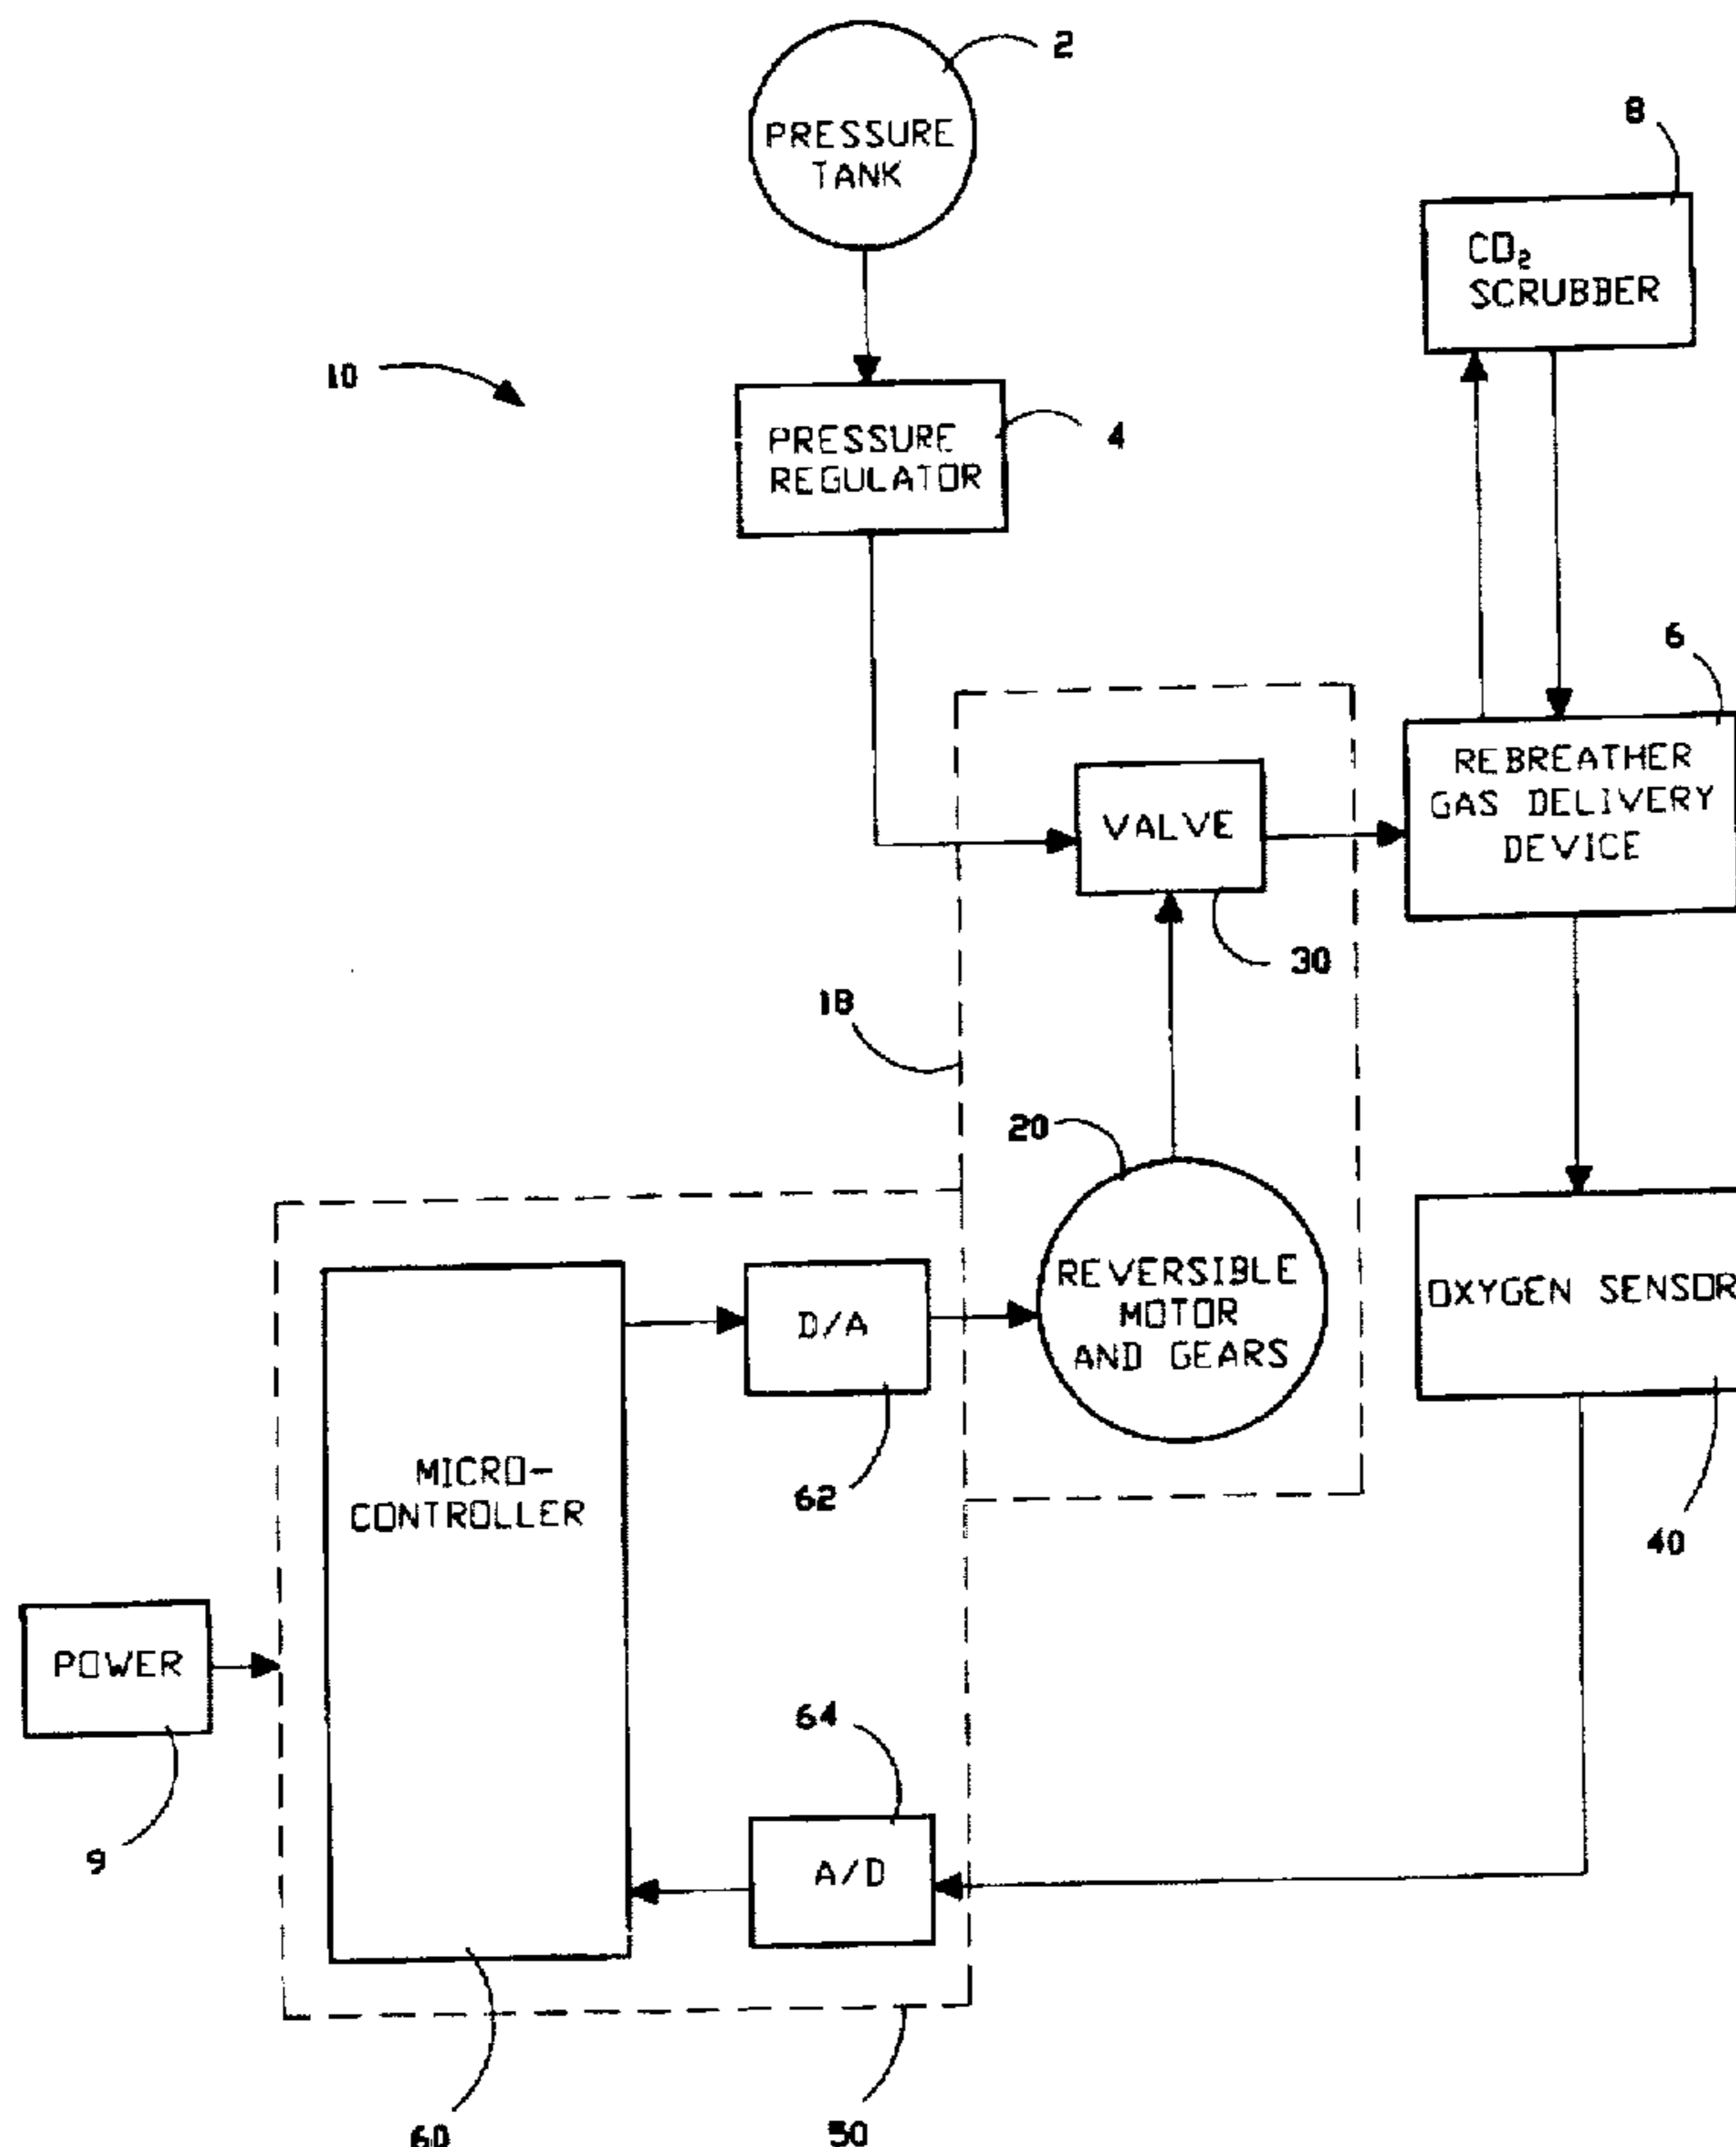 2
PRESSURE
TANK
8
CO₂
SCRUBBER
10
PRESSURE
REGULATOR
4
6
REBREATHER
GAS DELIVERY
DEVICE
VALVE
30
18
20
REVERSIBLE
MOTOR
AND GEARS
OXYGEN SENSOR
40
D/A
62
MICRO-
CONTROLLER
POWER
9
64
A/D
60
50